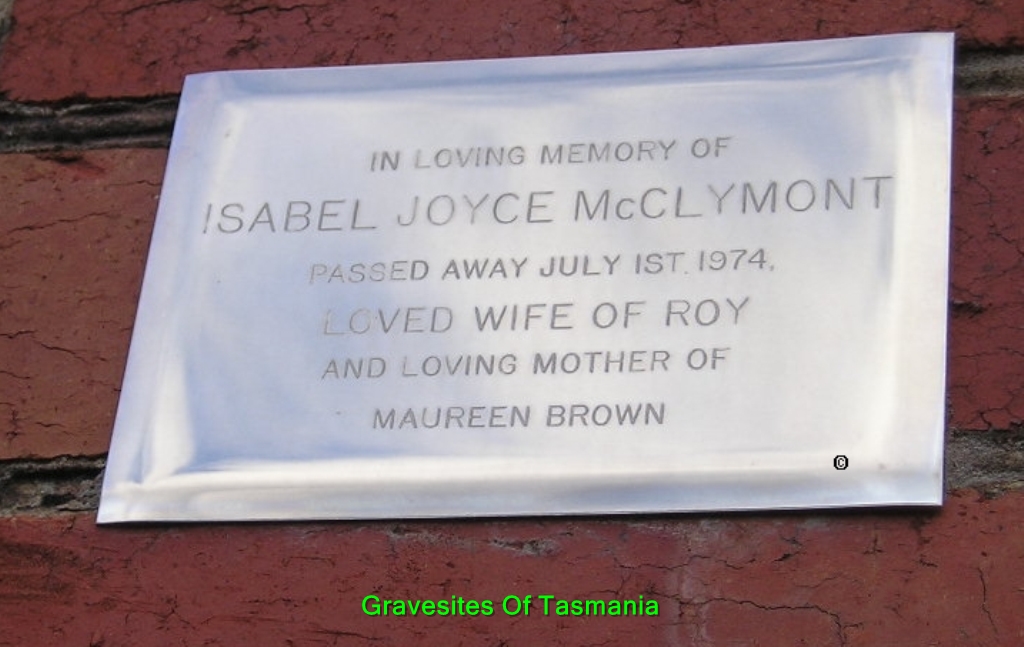 IN LOVING MEMORY OF
ISABEL JOYCE McCLYMONT
PASSED AWAY JULY 1ST. 1974.
LOVED WIFE OF ROY
AND LOVING MOTHER OF
MAUREEN BROWN
©
Gravesites Of Tasmania